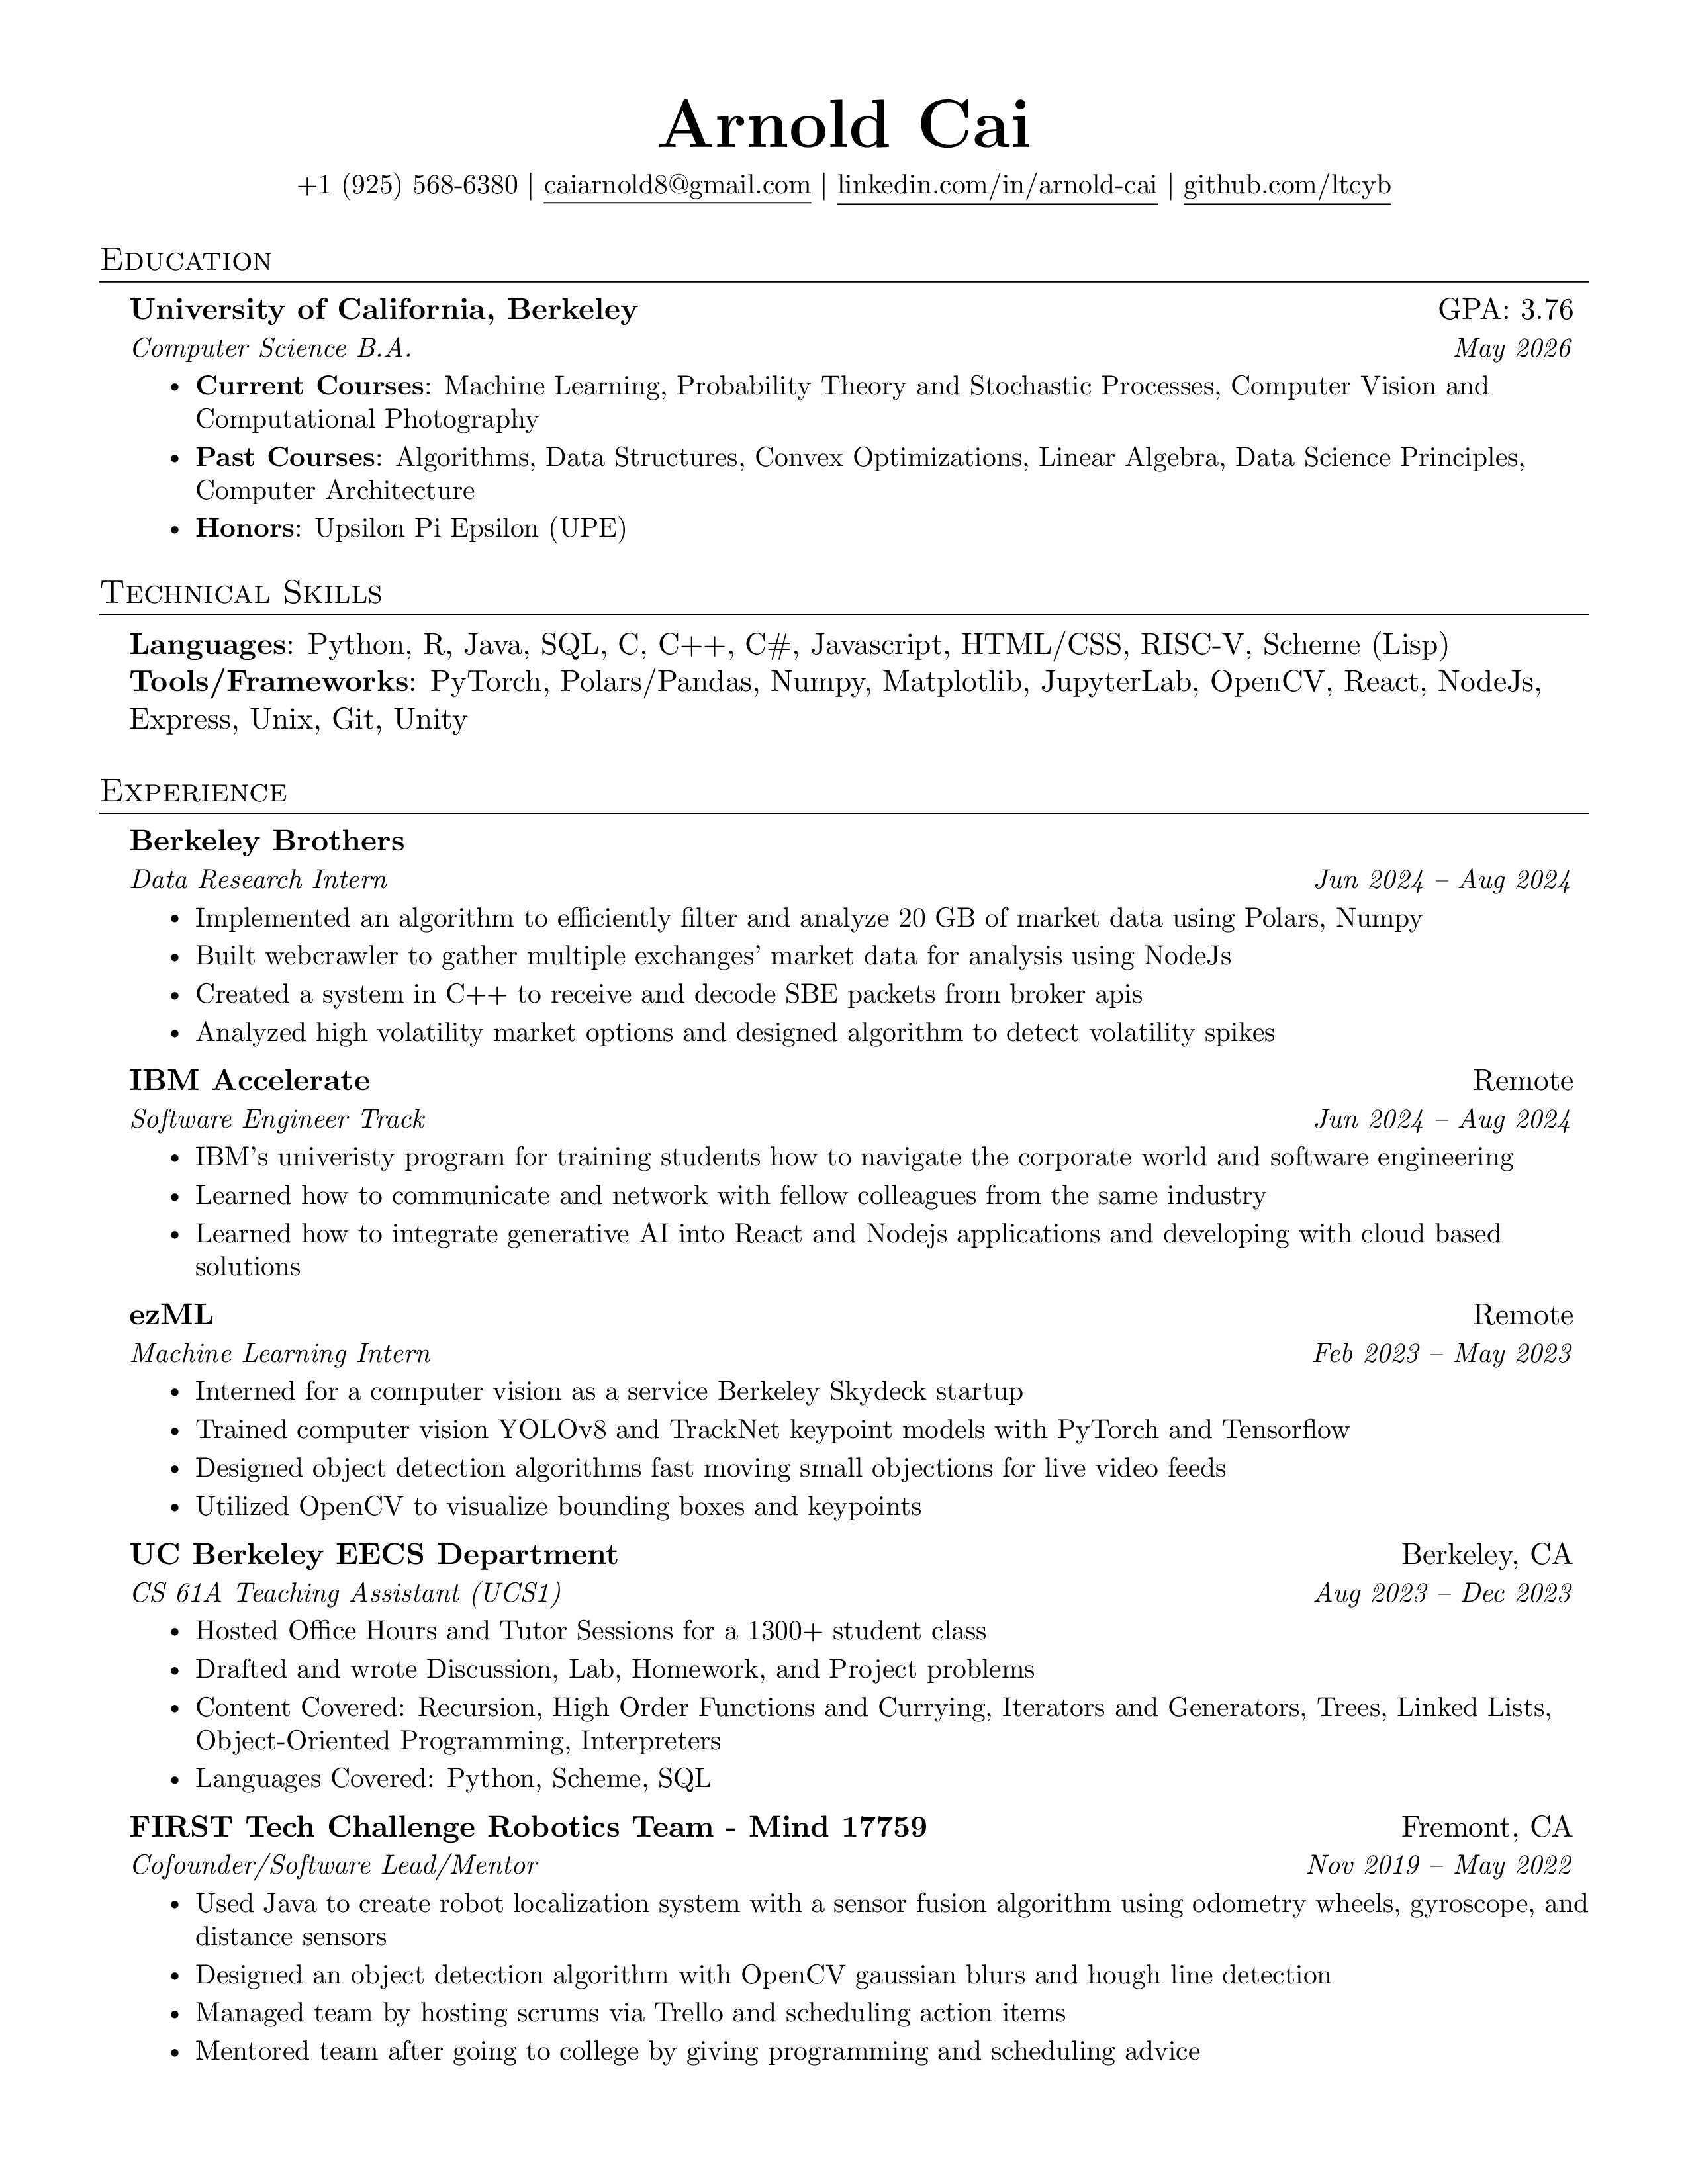 Arnold Cai
+1 (925) 568-6380 | caiarnold8@gmail.com | linkedin.com/in/arnold-cai | github.com/ltcyb
Education
University of California, Berkeley GPA: 3.76
Computer Science B.A. May 2026
• Current Courses: Machine Learning, Probability Theory and Stochastic Processes, Computer Vision and
Computational Photography
• Past Courses: Algorithms, Data Structures, Convex Optimizations, Linear Algebra, Data Science Principles,
Computer Architecture
• Honors: Upsilon Pi Epsilon (UPE)
Technical Skills
Languages: Python, R, Java, SQL, C, C++, C#, Javascript, HTML/CSS, RISC-V, Scheme (Lisp)
Tools/Frameworks: PyTorch, Polars/Pandas, Numpy, Matplotlib, JupyterLab, OpenCV, React, NodeJs,
Express, Unix, Git, Unity
Experience
Berkeley Brothers
Data Research Intern Jun 2024 – Aug 2024
• Implemented an algorithm to efficiently filter and analyze 20 GB of market data using Polars, Numpy
• Built webcrawler to gather multiple exchanges' market data for analysis using NodeJs
• Created a system in C++ to receive and decode SBE packets from broker apis
• Analyzed high volatility market options and designed algorithm to detect volatility spikes
IBM Accelerate Remote
Software Engineer Track Jun 2024 – Aug 2024
• IBM's univeristy program for training students how to navigate the corporate world and software engineering
• Learned how to communicate and network with fellow colleagues from the same industry
• Learned how to integrate generative AI into React and Nodejs applications and developing with cloud based
solutions
ezML Remote
Machine Learning Intern Feb 2023 – May 2023
• Interned for a computer vision as a service Berkeley Skydeck startup
• Trained computer vision YOLOv8 and TrackNet keypoint models with PyTorch and Tensorflow
• Designed object detection algorithms fast moving small objections for live video feeds
• Utilized OpenCV to visualize bounding boxes and keypoints
UC Berkeley EECS Department Berkeley, CA
CS 61A Teaching Assistant (UCS1) Aug 2023 – Dec 2023
• Hosted Office Hours and Tutor Sessions for a 1300+ student class
• Drafted and wrote Discussion, Lab, Homework, and Project problems
• Content Covered: Recursion, High Order Functions and Currying, Iterators and Generators, Trees, Linked Lists,
Object-Oriented Programming, Interpreters
• Languages Covered: Python, Scheme, SQL
FIRST Tech Challenge Robotics Team - Mind 17759 Fremont, CA
Cofounder/Software Lead/Mentor Nov 2019 – May 2022
• Used Java to create robot localization system with a sensor fusion algorithm using odometry wheels, gyroscope, and
distance sensors
• Designed an object detection algorithm with OpenCV gaussian blurs and hough line detection
• Managed team by hosting scrums via Trello and scheduling action items
• Mentored team after going to college by giving programming and scheduling advice